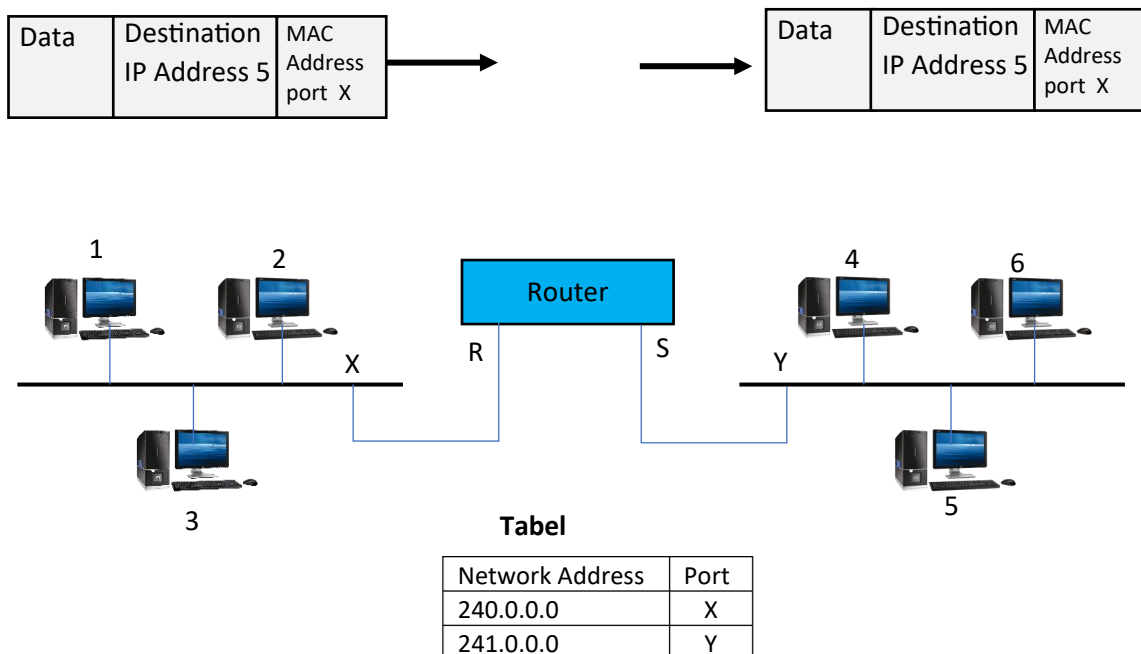 Data
Destination
IP Address 5
MAC
Address
port X
Data
Destination
IP Address 5
MAC
Address
port X
1
2
4
6
Router
R
S
X
Y
3
5
Tabel
Network Address Port
240.0.0.0 X
241.0.0.0 Y